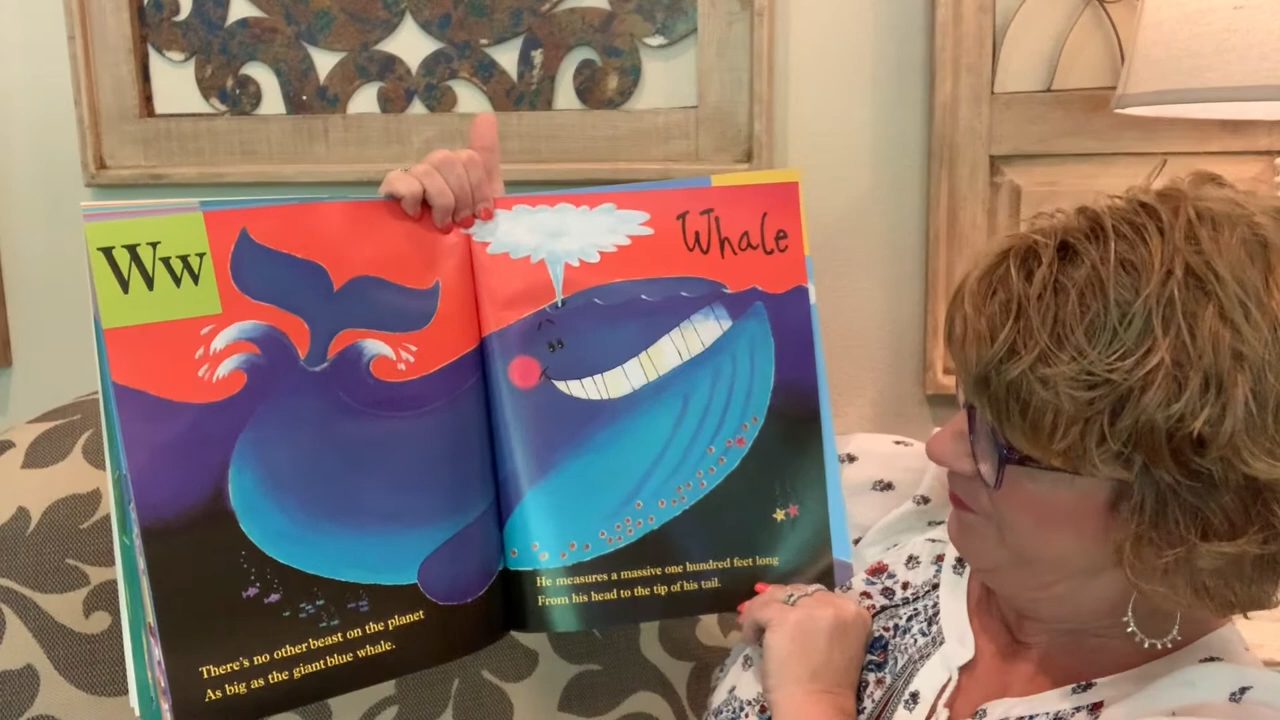 Ww
Whale
There's no other beast on the planet
As big as the giant blue whale.
He measures a massive one hundred feet long
From his head to the tip of his tail.